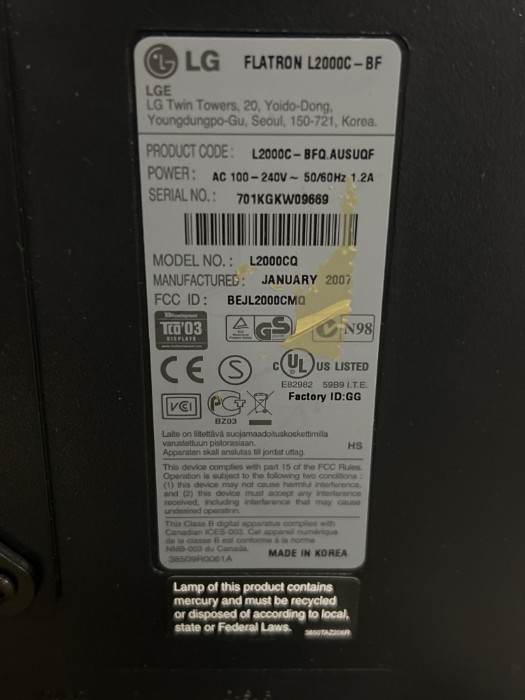 LG FLATRON L2000C-BF
LGE
LG Twin Towers, 20, Yoido-Dong,
Youngdungpo-Gu, Seoul, 150-721, Korea.
PRODUCT CODE: L2000C-BFQ.AUSUQF
POWER: AC 100-240V~ 50/60Hz 1.2A
SERIAL NO.: 701KGKW09669
MODEL NO.: L2000CQ
MANUFACTURED: JANUARY 2007
FCC ID: BEJL2000CMQ
TCO'03
DISPLAYS
GS
N98
CE S c UL US LISTED
E82982 59B9 I.T.E.
Factory ID:GG
VCI
BZ03
Laite on liitettävä suojamaadoituskoskettimilla
varustettuun pistorasiaan.
Apparaten skall anslutas till jordat uttag.
HS
This device complies with part 15 of the FCC Rules.
Operation is subject to the following two conditions :
(1) this device may not cause harmful interference,
and (2) this device must accept any interference
received, including interference that may cause
undesired operation.
This Class B digital apparatus complies with
Canadian ICES-003. Cet appareil numérique
de la classe B est conforme à la norme
NMB-003 du Canada.
MADE IN KOREA
Lamp of this product contains
mercury and must be recycled
or disposed of according to local,
state or Federal Laws.